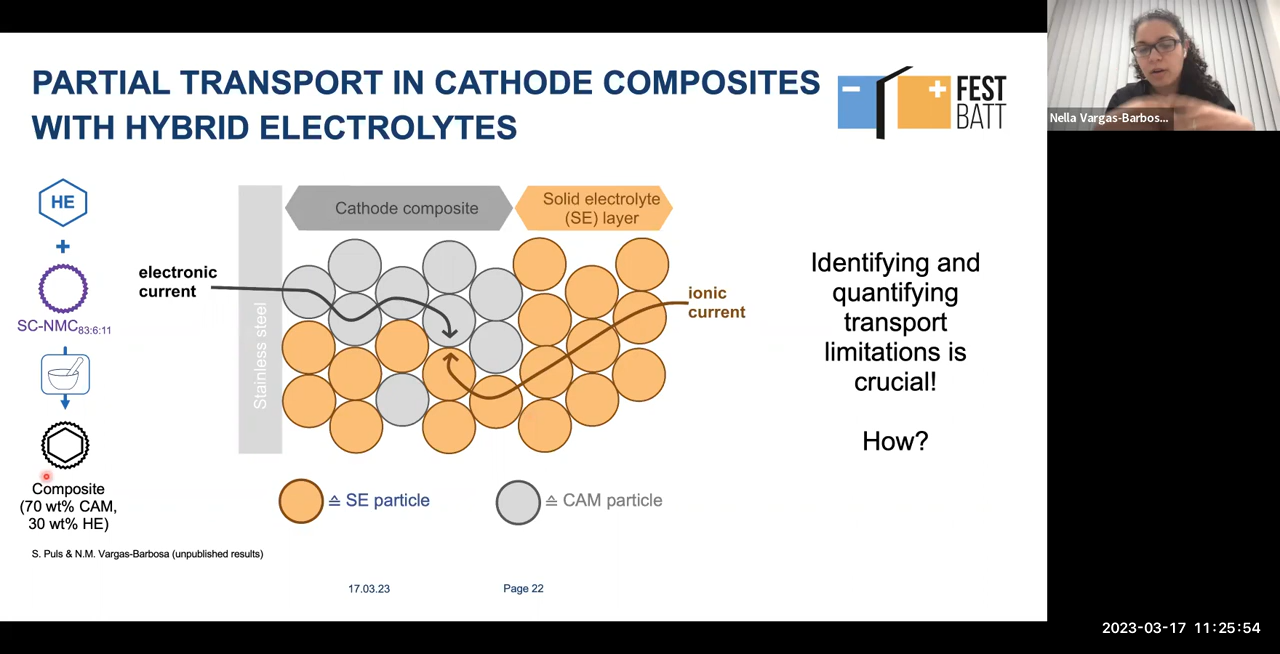 PARTIAL TRANSPORT IN CATHODE COMPOSITES
WITH HYBRID ELECTROLYTES
− +
FEST
BATT
Nella Vargas-Barbos...
HE
+
SC-NMC83:6:11
Composite
(70 wt% CAM,
30 wt% HE)
electronic
current
Stainless steel
Cathode composite
Solid electrolyte
(SE) layer
ionic
current
≙ SE particle
≙ CAM particle
Identifying and
quantifying
transport
limitations is
crucial!
How?
S. Puls & N.M. Vargas-Barbosa (unpublished results)
17.03.23
Page 22
2023-03-17 11:25:54